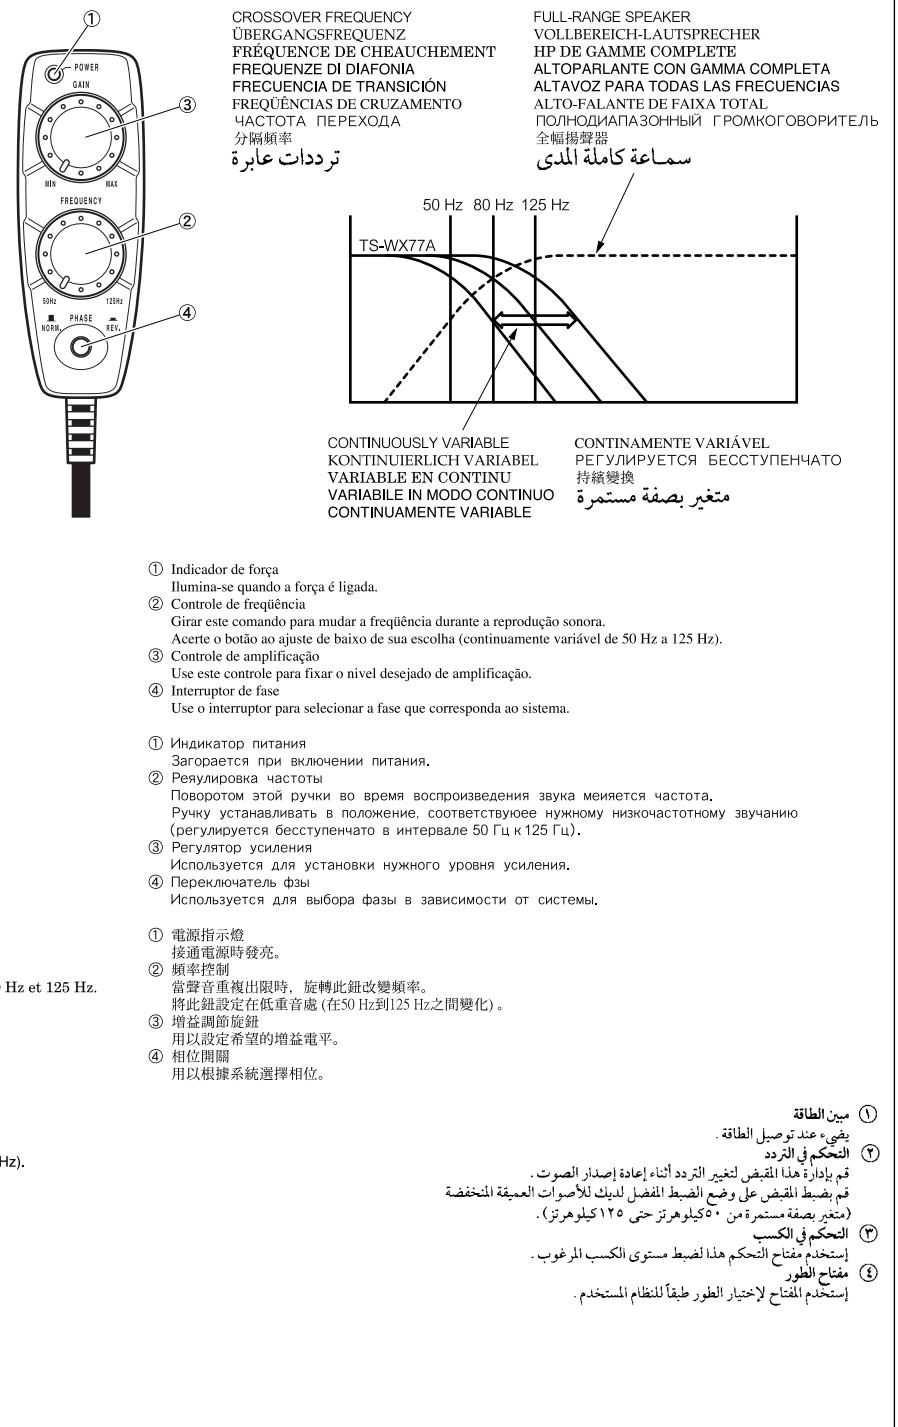 ①
POWER
GAIN
③
MIN
MAX
FREQUENCY
②
50Hz
125Hz
PHASE
NORM.
REV.
④
CROSSOVER FREQUENCY
ÜBERGANGSFREQUENZ
FRÉQUENCE DE CHEAUCHEMENT
FREQUENZE DI DIAFONIA
FRECUENCIA DE TRANSICIÓN
FREQÜÊNCIAS DE CRUZAMENTO
ЧАСТОТА ПЕРЕХОДА
分隔頻率
ترددات عابرة
FULL-RANGE SPEAKER
VOLLBEREICH-LAUTSPRECHER
HP DE GAMME COMPLETE
ALTOPARLANTE CON GAMMA COMPLETA
ALTAVOZ PARA TODAS LAS FRECUENCIAS
ALTO-FALANTE DE FAIXA TOTAL
ПОЛНОДИАПАЗОННЫЙ ГРОМКОГОВОРИТЕЛЬ
全幅揚聲器
سمـاعة كاملة المدى
50 Hz 80 Hz 125 Hz
TS-WX77A
CONTINUOUSLY VARIABLE
KONTINUIERLICH VARIABEL
VARIABLE EN CONTINU
VARIABILE IN MODO CONTINUO
CONTINUAMENTE VARIABLE
CONTINAMENTE VARIÁVEL
РЕГУЛИРУЕТСЯ БЕССТУПЕНЧАТО
持續變換
متغير بصفة مستمرة
① Indicador de força
Ilumina-se quando a força é ligada.
② Controle de freqüência
Girar este comando para mudar a freqüência durante a reprodução sonora.
Acerte o botão ao ajuste de baixo de sua escolha (continuamente variável de 50 Hz a 125 Hz).
③ Controle de amplificação
Use este controle para fixar o nivel desejado de amplificação.
④ Interruptor de fase
Use o interruptor para selecionar a fase que corresponda ao sistema.
① Индикатор питания
Загорается при включении питания.
② Реяулировка частоты
Поворотом этой ручки во время воспроизведения звука меияется частота.
Ручку устанавливать в положение, соответствуюее нужному низкочастотному звучанию
(регулируется бесступенчато в интервале 50 Гц к 125 Гц).
③ Регулятор усиления
Используется для установки нужного уровня усиления.
④ Переключатель фзы
Используется для выбора фазы в зависимости от системы.
① 電源指示燈
接通電源時發亮。
② 頻率控制
當聲音重複出限時，旋轉此鈕改變頻率。
將此鈕設定在低重音處 (在50 Hz到125 Hz之間變化)。
③ 增益調節旋鈕
用以設定希望的增益電平。
④ 相位開關
用以根據系統選擇相位。
Hz et 125 Hz.
Hz).
① مبين الطاقة
يضيء عند توصيل الطاقة .
② التحكم في التردد
قم بإدارة هذا المقبض لتغيير التردد أثناء إعادة إصدار الصوت .
قم بضبط المقبض على وضع الضبط المفضل لديك للأصوات العميقة المنخفضة
(متغير بصفة مستمرة من ٥٠كيلوهرتز حتى ١٢٥كيلوهرتز) .
③ التحكم في الكسب
إستخدم مفتاح التحكم هذا لضبط مستوى الكسب المرغوب .
④ مفتاح الطور
إستخدم المفتاح لإختيار الطور طبقاً للنظام المستخدم .